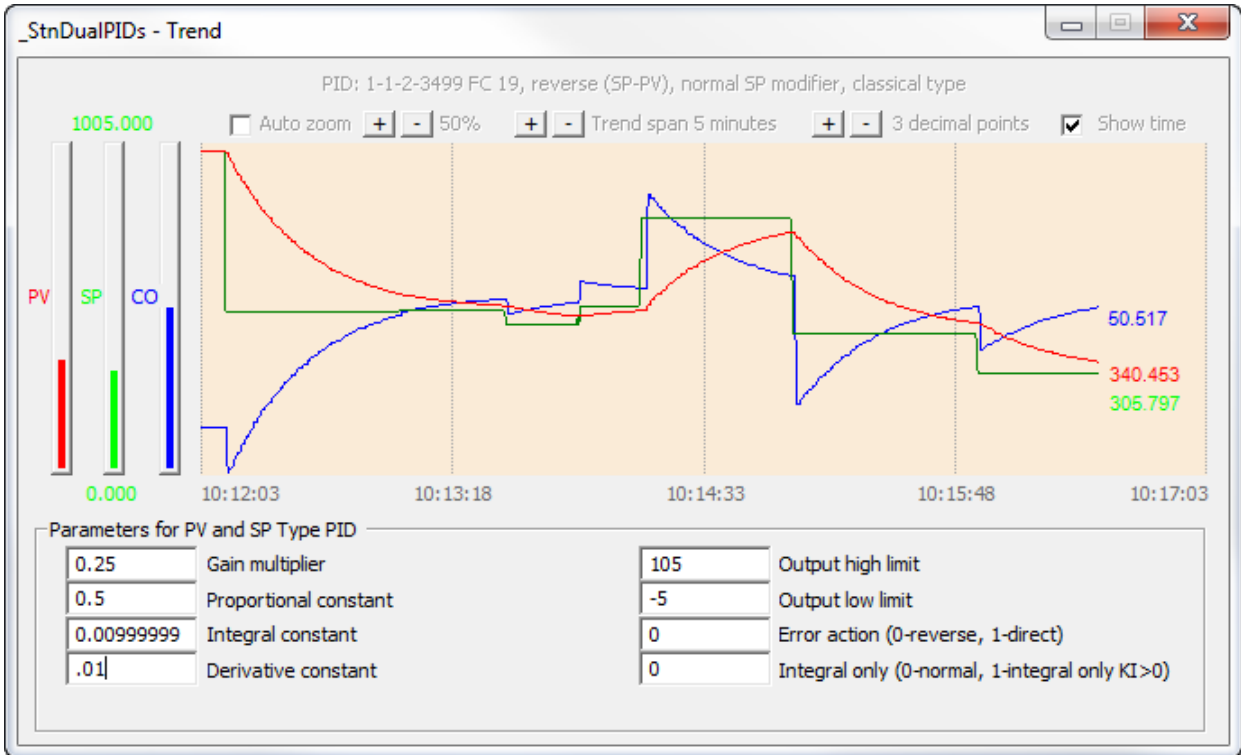 _StnDualPIDs - Trend
PID: 1-1-2-3499 FC 19, reverse (SP-PV), normal SP modifier, classical type
1005.000
Auto zoom + - 50% + - Trend span 5 minutes + - 3 decimal points Show time
PV SP CO
50.517
340.453
305.797
0.000 10:12:03 10:13:18 10:14:33 10:15:48 10:17:03
Parameters for PV and SP Type PID
0.25 Gain multiplier 105 Output high limit
0.5 Proportional constant -5 Output low limit
0.00999999 Integral constant 0 Error action (0-reverse, 1-direct)
.01 Derivative constant 0 Integral only (0-normal, 1-integral only KI>0)